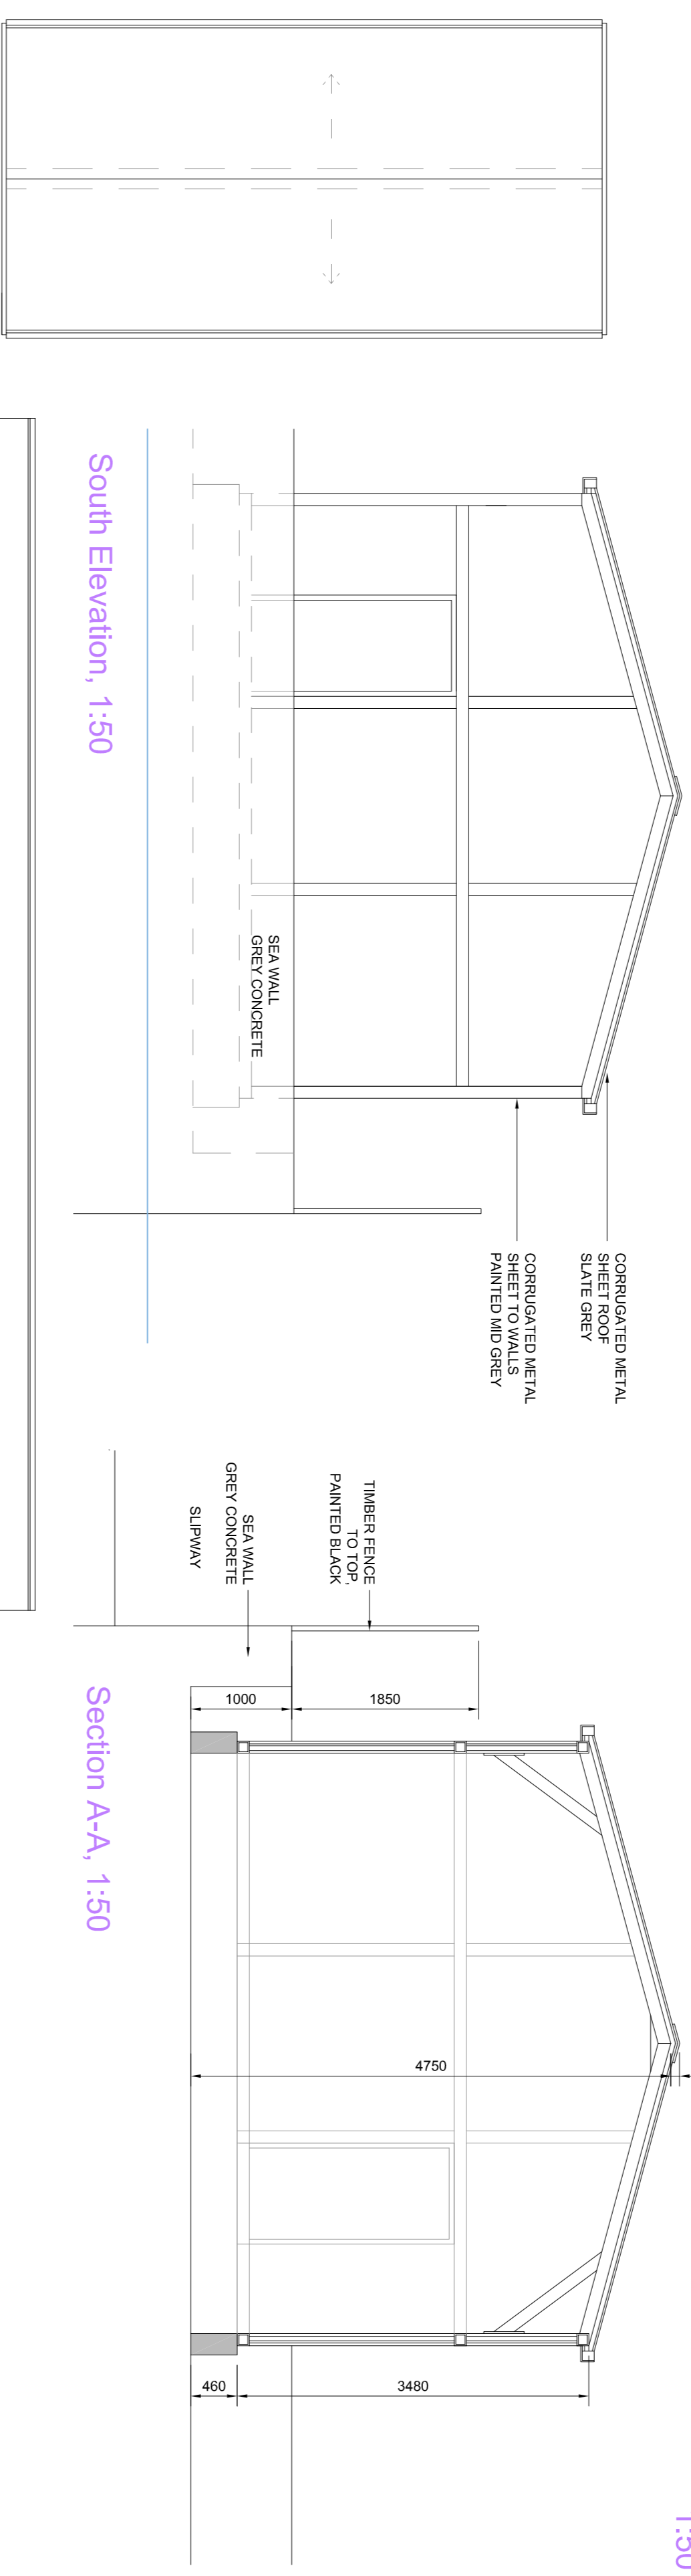 South Elevation, 1:50
SEA WALL
GREY CONCRETE
CORRUGATED METAL
SHEET ROOF
SLATE GREY
CORRUGATED METAL
SHEET TO WALLS
PAINTED MID GREY
TIMBER FENCE
TO TOP,
PAINTED BLACK
SEA WALL
GREY CONCRETE
SLIPWAY
1850
1000
4750
3480
460
Section A-A, 1:50
1:50